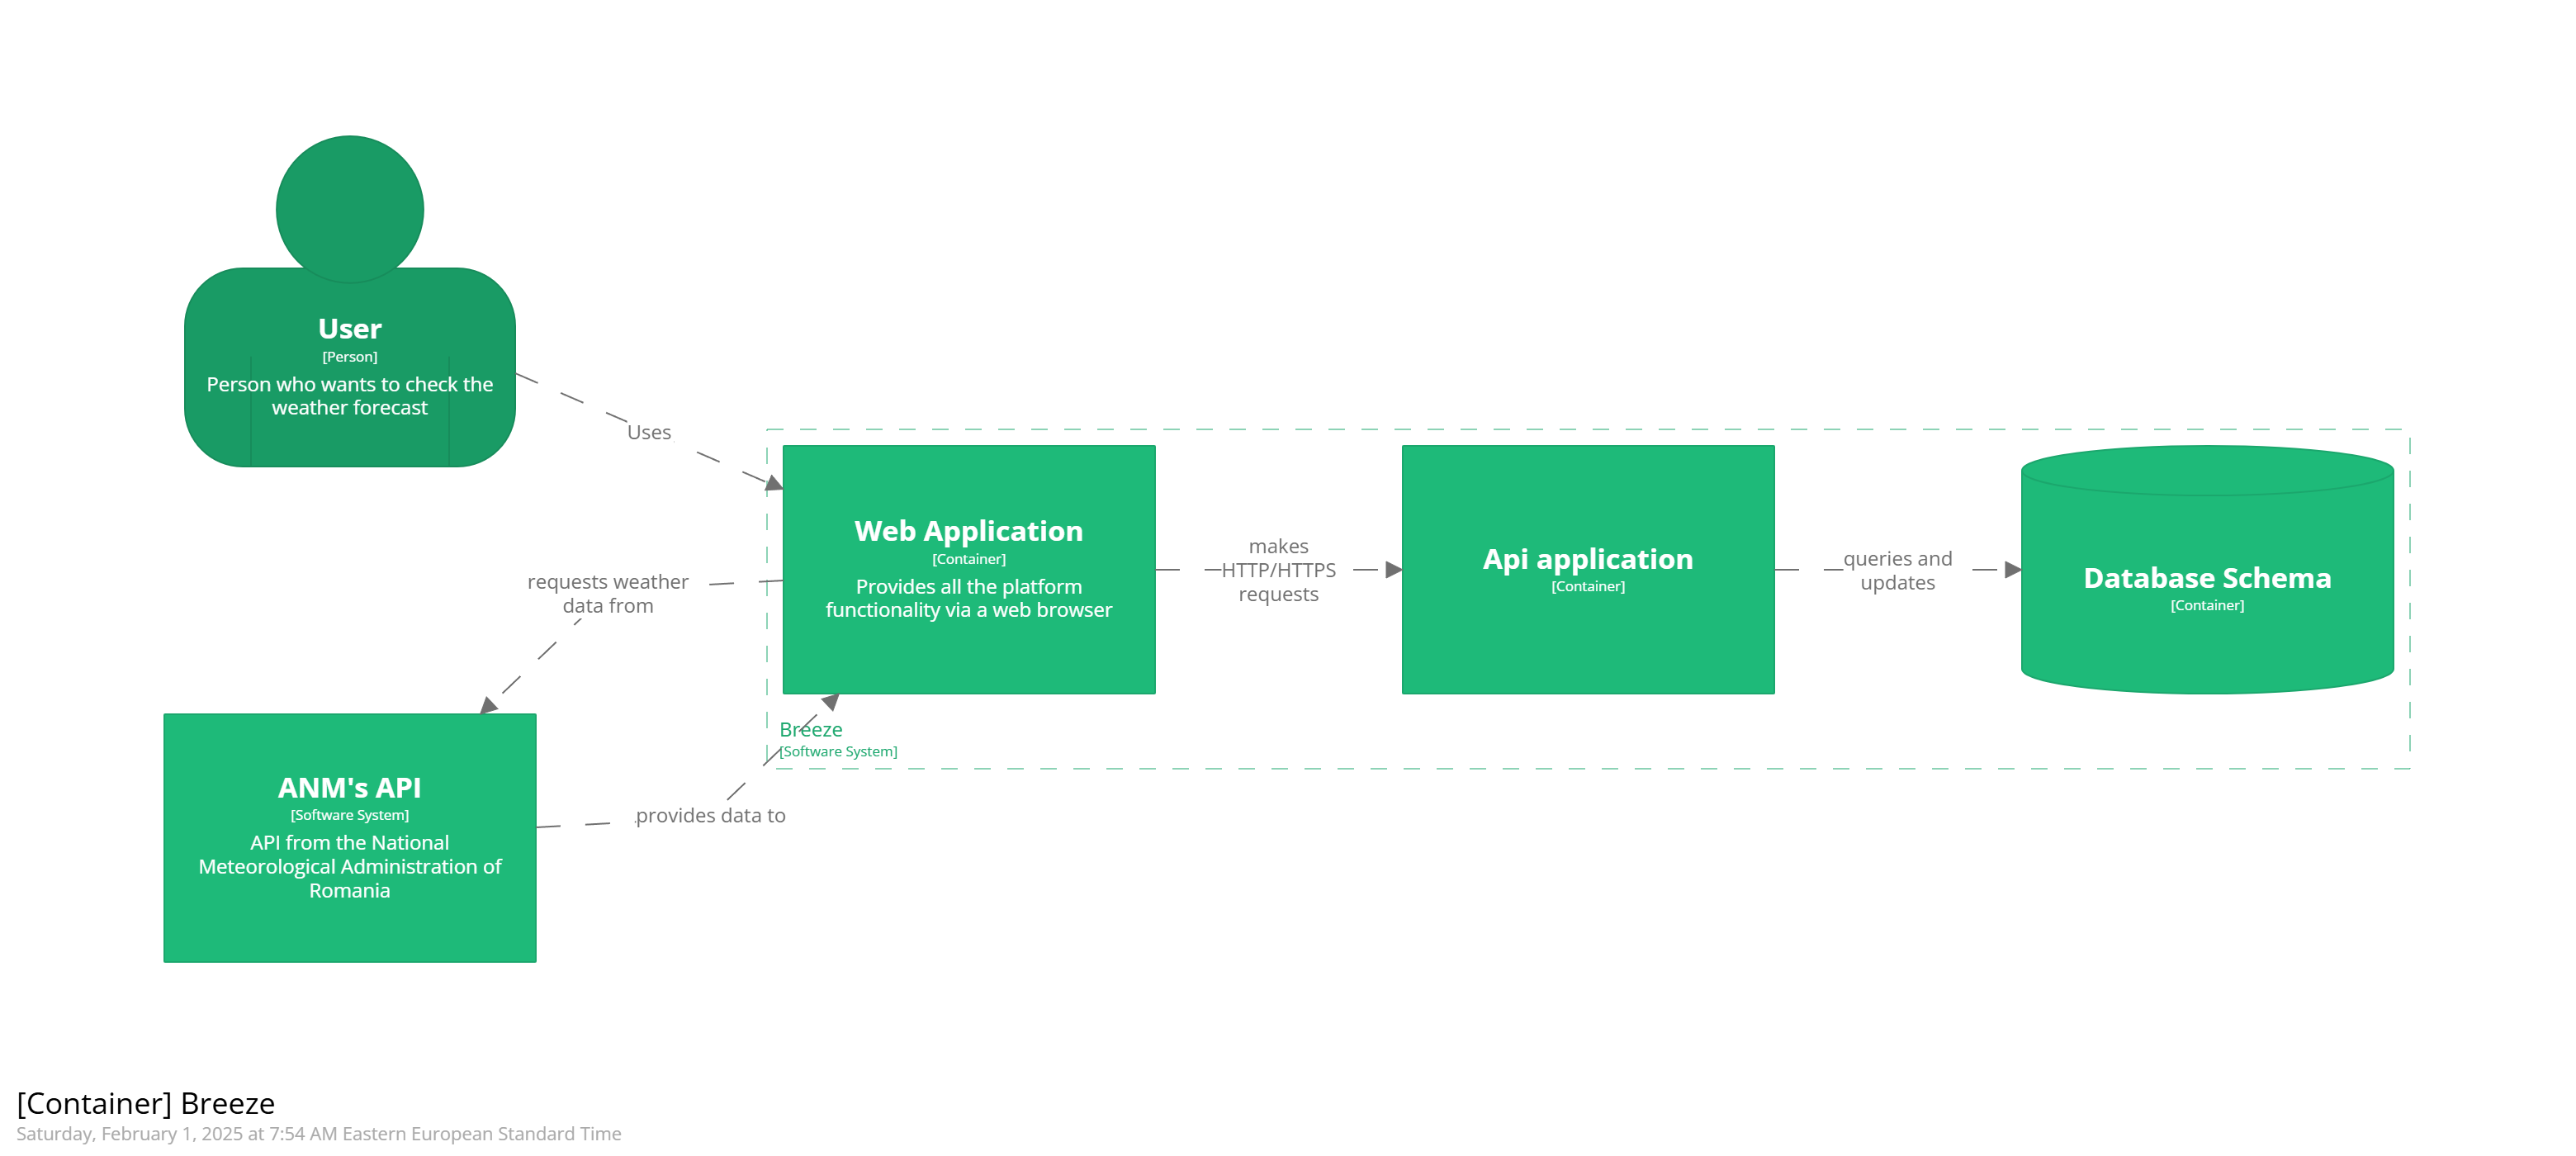 User
[Person]
Person who wants to check the
weather forecast
Uses
requests weather
data from
Web Application
[Container]
Provides all the platform
functionality via a web browser
makes
HTTP/HTTPS
requests
Api application
[Container]
queries and
updates
Database Schema
[Container]
Breeze
[Software System]
ANM's API
[Software System]
API from the National
Meteorological Administration of
Romania
provides data to
[Container] Breeze
Saturday, February 1, 2025 at 7:54 AM Eastern European Standard Time